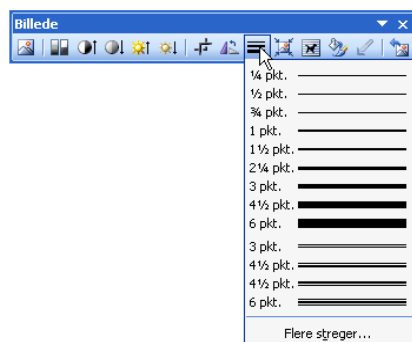 Billede
¼ pkt.
½ pkt.
¾ pkt.
1 pkt.
1½ pkt.
2¼ pkt.
3 pkt.
4½ pkt.
6 pkt.
3 pkt.
4½ pkt.
4½ pkt.
6 pkt.
Flere streger...